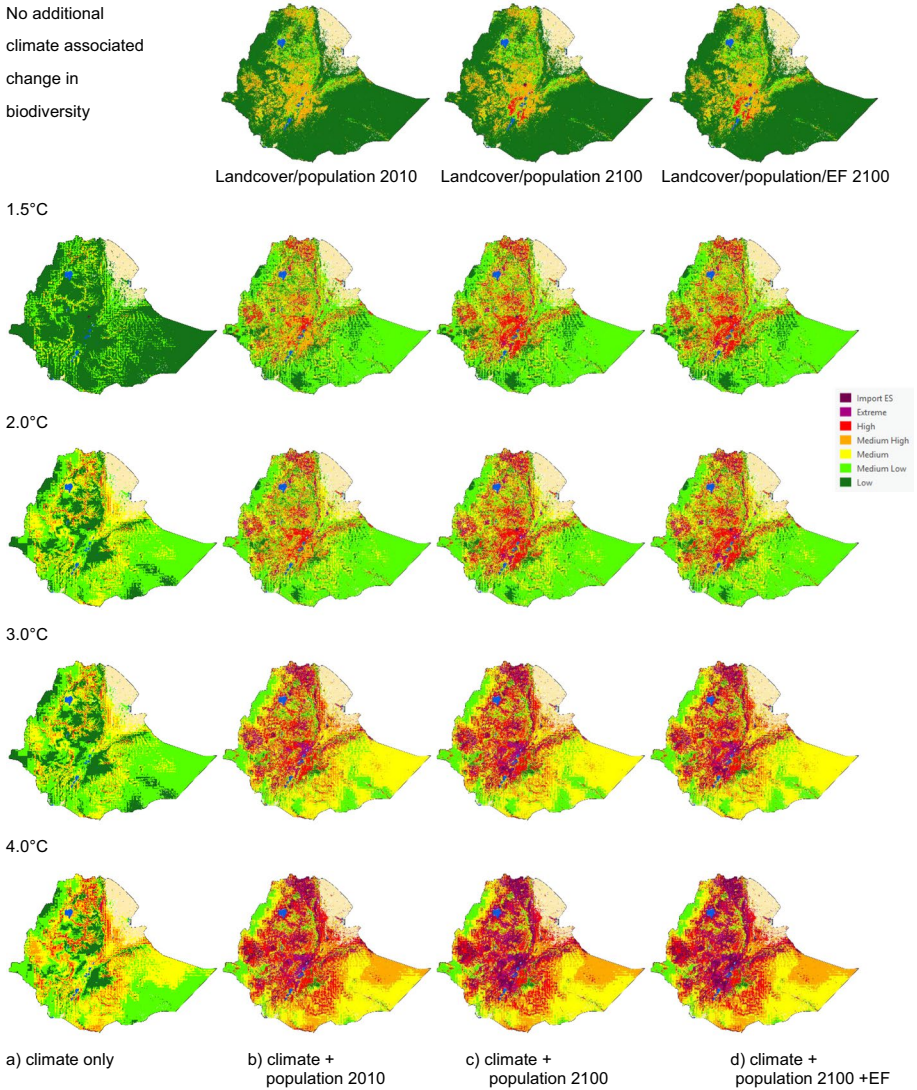 No additional
climate associated
change in
biodiversity
Landcover/population 2010
Landcover/population 2100
Landcover/population/EF 2100
1.5°C
Import ES
Extreme
High
Medium High
Medium
Medium Low
Low
2.0°C
3.0°C
4.0°C
a) climate only
b) climate +
population 2010
c) climate +
population 2100
d) climate +
population 2100 +EF